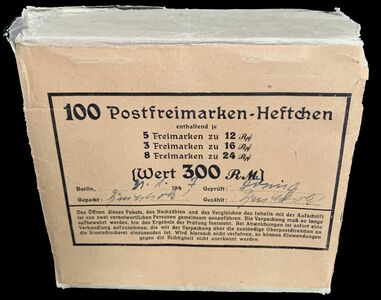 100 Postfreimarken-Heftchen
enthaltend je
5 Freimarken zu 12 Rpf
3 Freimarken zu 16 Rpf
8 Freimarken zu 24 Rpf
[Wert 300 RM]
Berlin, 194 Geprüft:
Gepackt: Gezählt:
Das Öffnen dieses Pakets, das Nachzählen und das Vergleichen des Inhalts mit der Aufschrift
ist von zwei verantwortlichen Personen gemeinsam auszuführen. Die Verpackung muß so lange
aufbewahrt werden, bis das Ergebnis der Prüfung feststeht. Bei Abweichungen ist sofort eine
Verhandlung aufzunehmen, die mit der Verpackung über die zuständige Oberpostdirektion an
die Staatsdruckerei einzusenden ist. Wird hiernach nicht verfahren, so können Einwendungen
gegen die Richtigkeit nicht anerkannt werden.